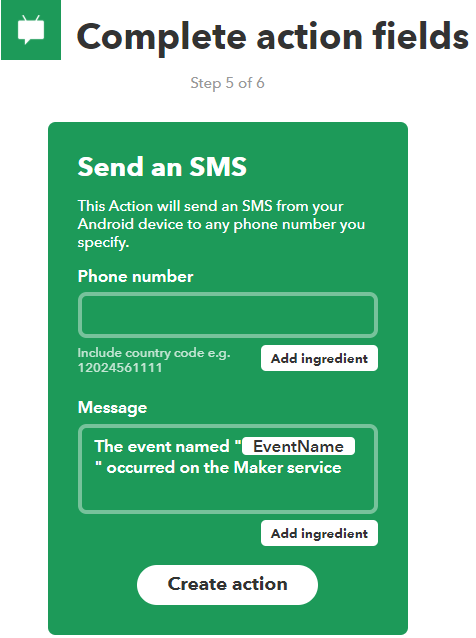 Complete action fields
Step 5 of 6
Send an SMS
This Action will send an SMS from your
Android device to any phone number you
specify.
Phone number
Include country code e.g.
12024561111
Add ingredient
Message
The event named " EventName
" occurred on the Maker service
Add ingredient
Create action